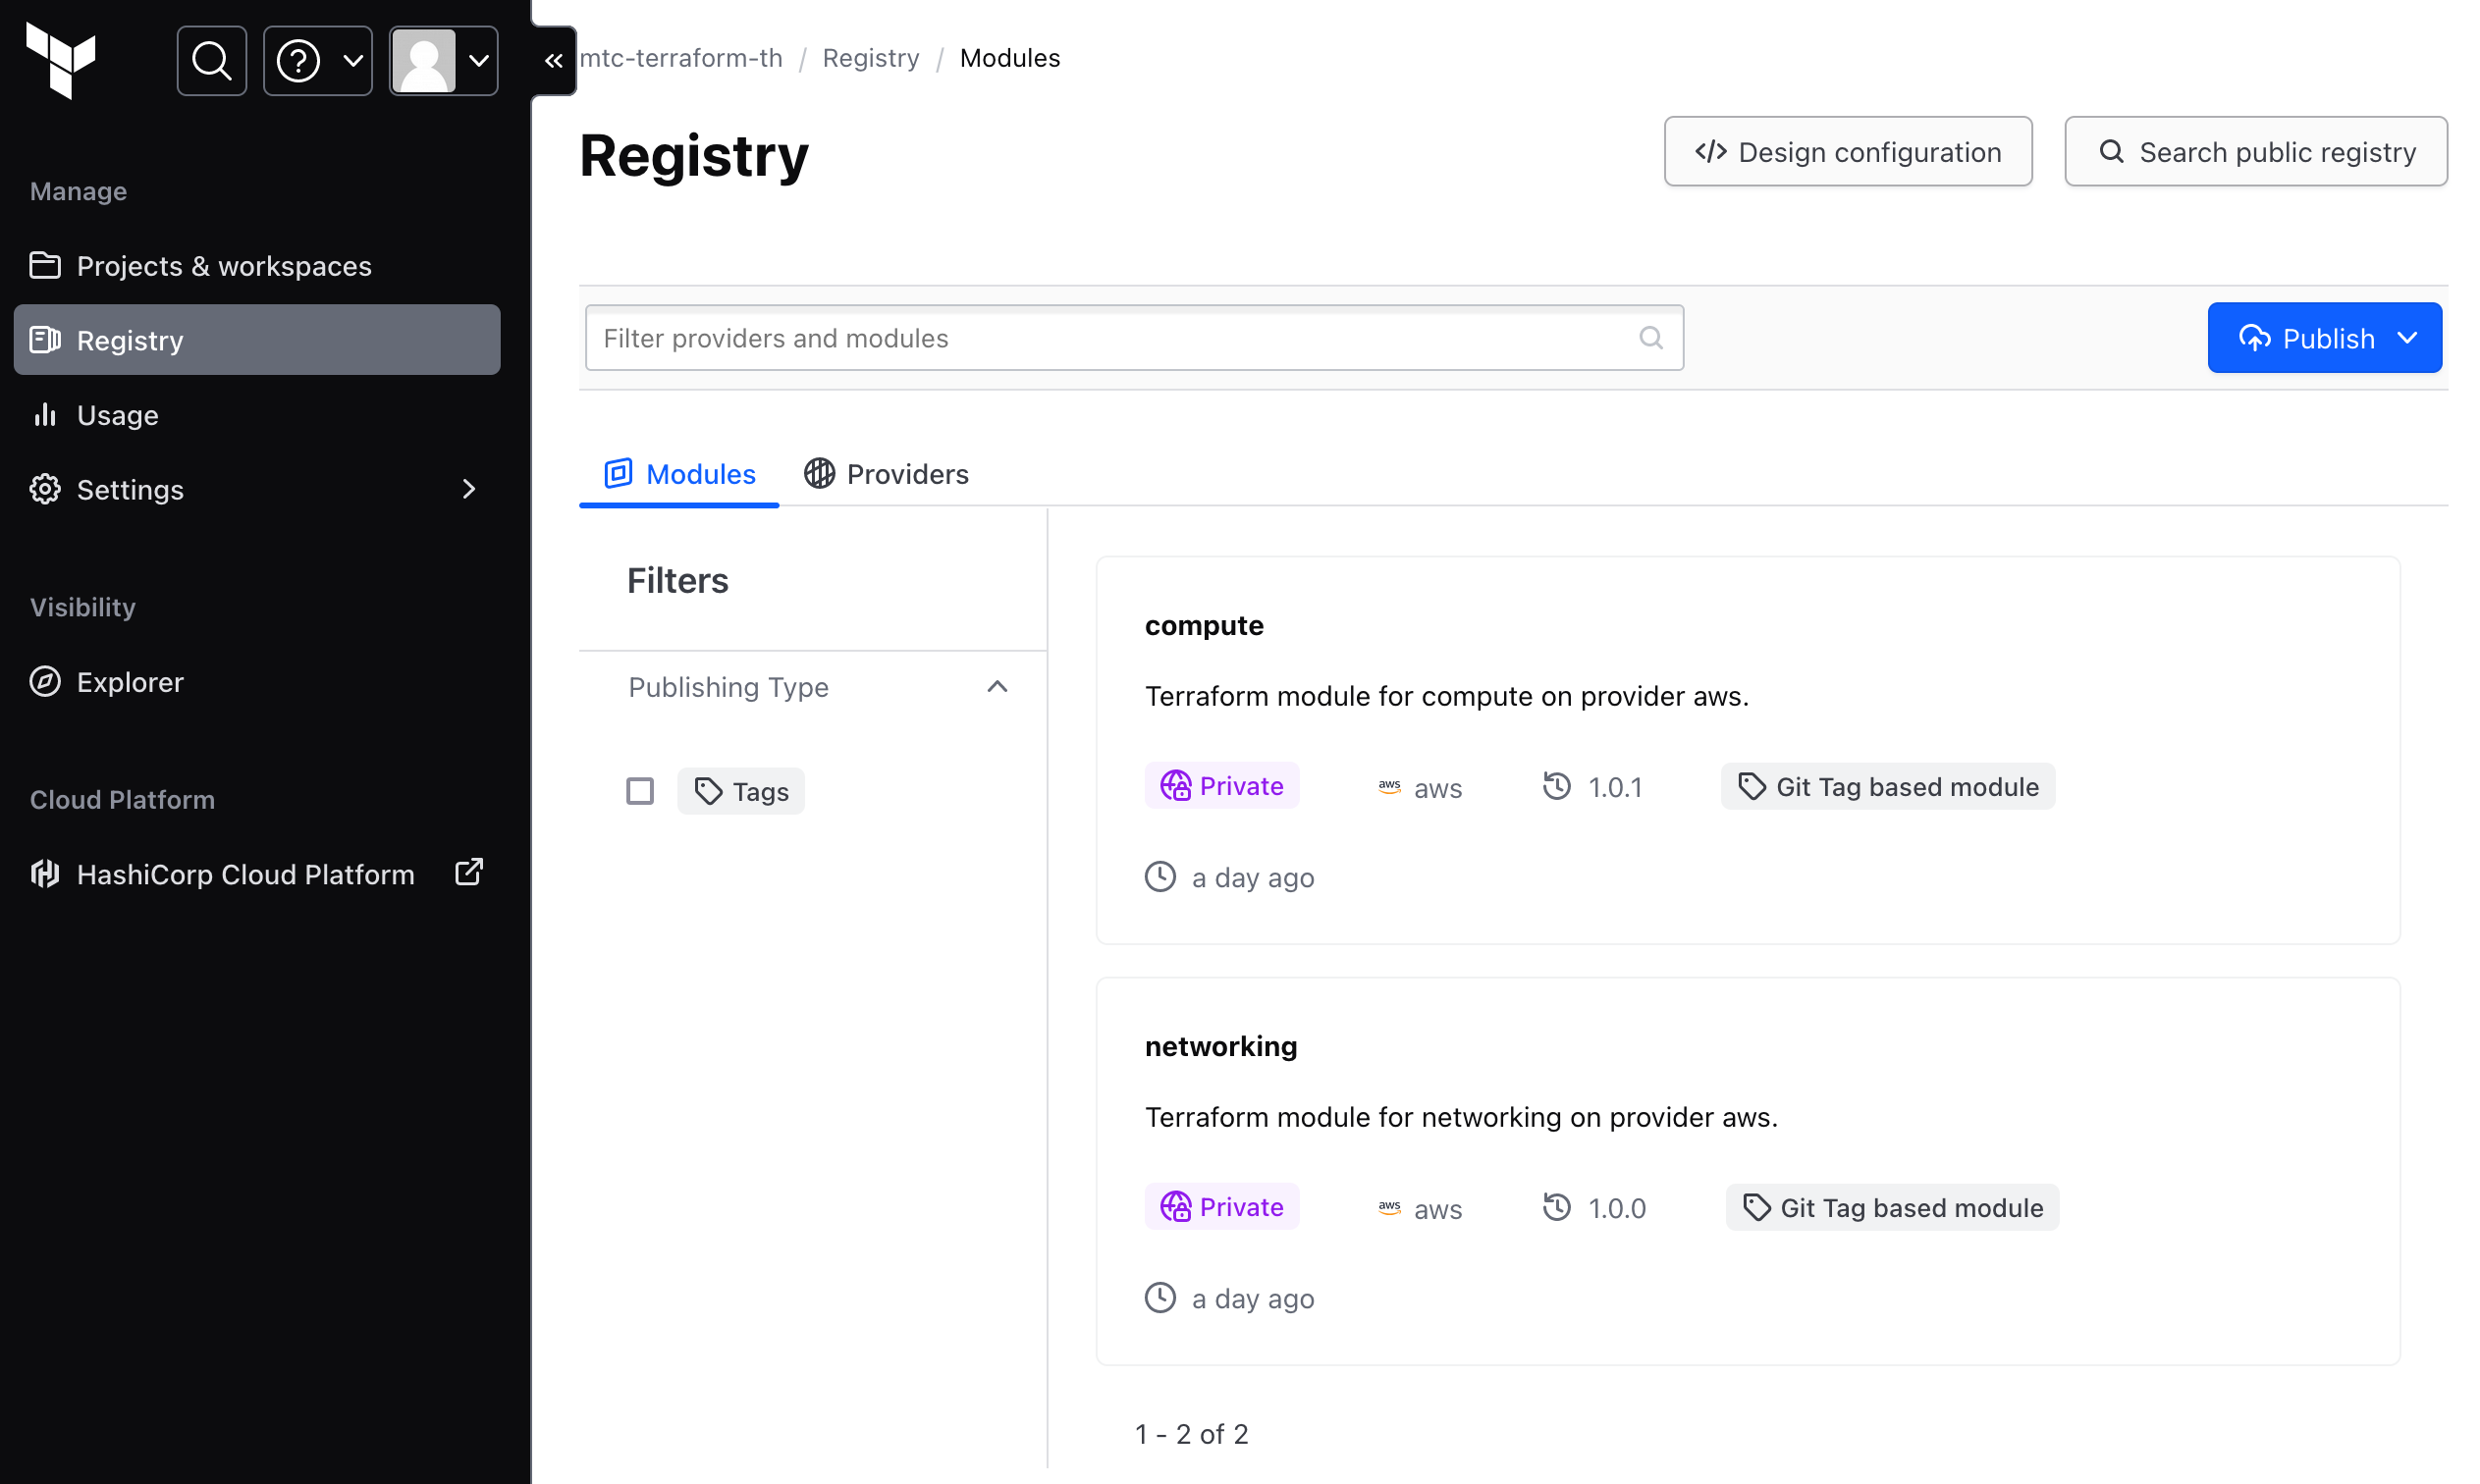 mtc-terraform-th / Registry / Modules
Manage
Projects & workspaces
Registry
Usage
Settings
Visibility
Explorer
Cloud Platform
HashiCorp Cloud Platform
Registry
Design configuration
Search public registry
Filter providers and modules
Publish
Modules
Providers
Filters
Publishing Type
Tags
compute
Terraform module for compute on provider aws.
Private aws aws 1.0.1 Git Tag based module
a day ago
networking
Terraform module for networking on provider aws.
Private aws aws 1.0.0 Git Tag based module
a day ago
1 - 2 of 2